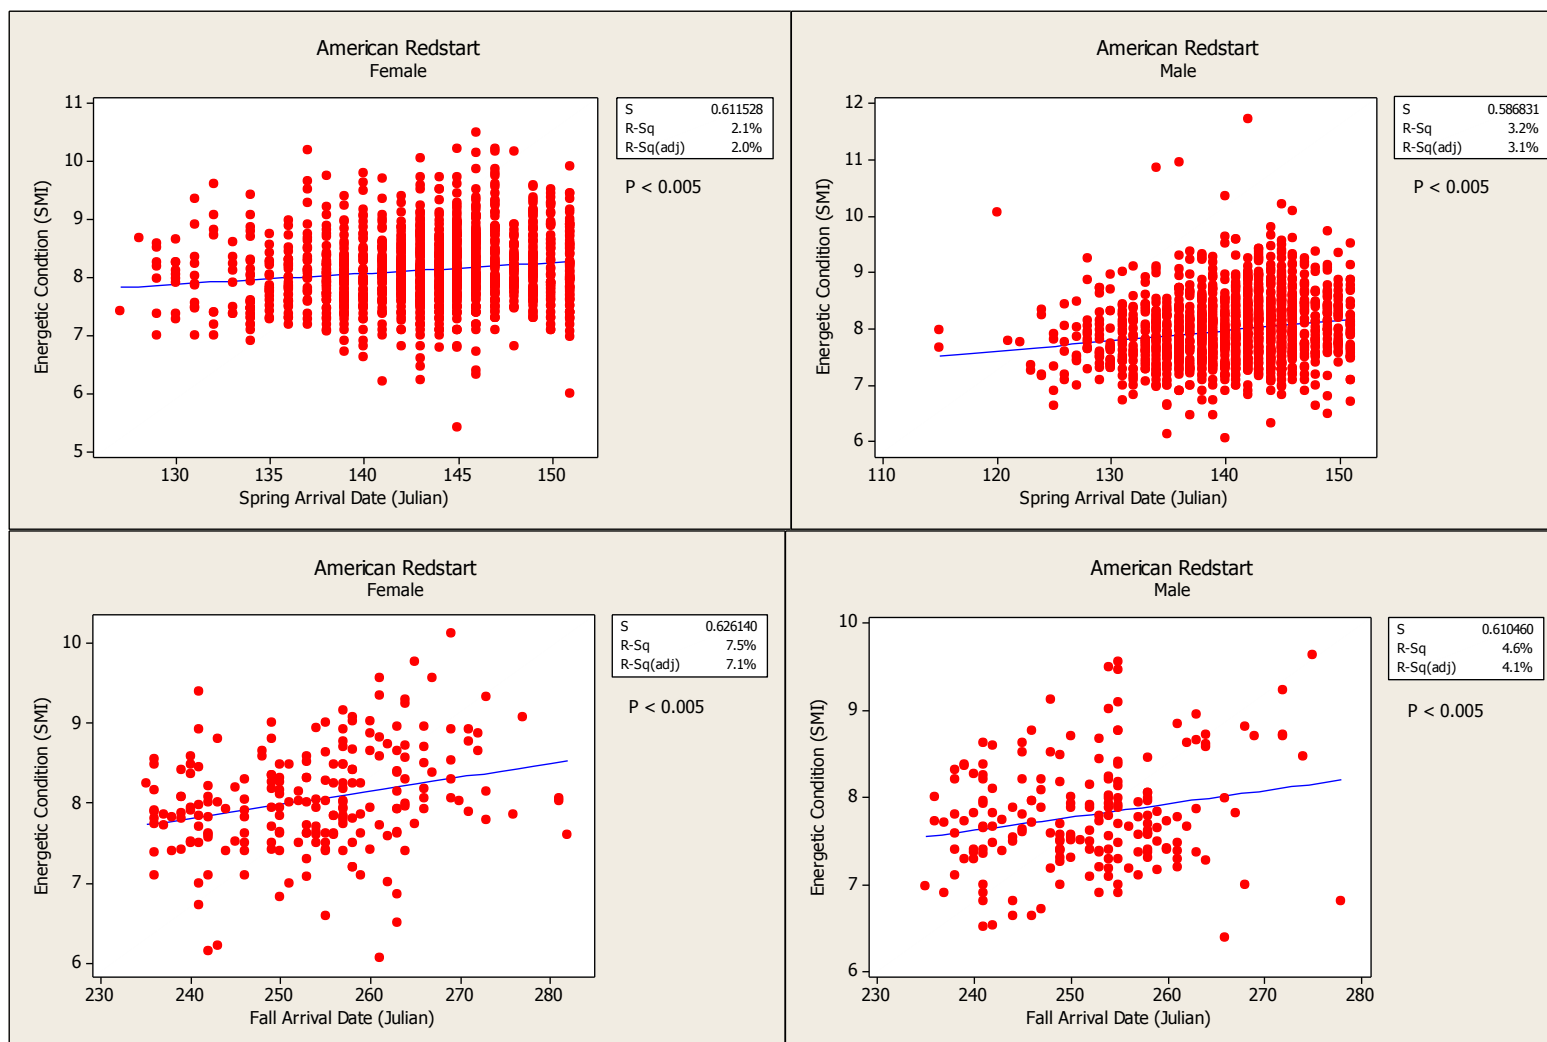 American Redstart
Female
Energetic Condtion (SMI)
11
10
9
8
7
6
5
130
135
140
145
150
Spring Arrival Date (Julian)
S 0.611528
R-Sq 2.1%
R-Sq(adj) 2.0%
P < 0.005
American Redstart
Male
Energetic Condition (SMI)
12
11
10
9
8
7
6
110
120
130
140
150
Spring Arrival Date (Julian)
S 0.586831
R-Sq 3.2%
R-Sq(adj) 3.1%
P < 0.005
American Redstart
Female
Energetic Condition (SMI)
10
9
8
7
6
230
240
250
260
270
280
Fall Arrival Date (Julian)
S 0.626140
R-Sq 7.5%
R-Sq(adj) 7.1%
P < 0.005
American Redstart
Male
Energetic Condition (SMI)
10
9
8
7
6
230
240
250
260
270
280
Fall Arrival Date (Julian)
S 0.610460
R-Sq 4.6%
R-Sq(adj) 4.1%
P < 0.005